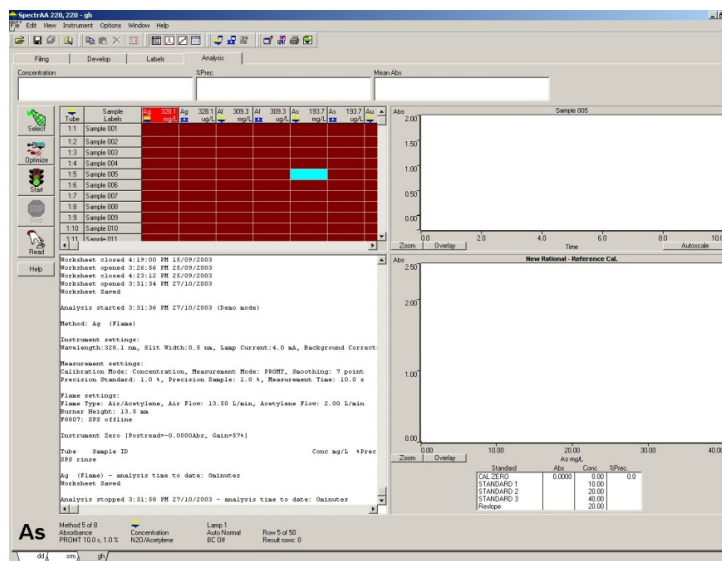 SpectrAA 220, 220 - gh
File Edit View Instrument Options Window Help
Filing Develop Labels Analysis
Concentration %Prec Mean Abs
Select
Optimize
Start
Stop
Read
Help
Tube Sample Labels Ag 328.1 mg/L Ag 328.1 ug/L Al 309.3 mg/L Al 309.3 ug/L As 193.7 mg/L As 193.7 ug/L Au
1:1 Sample 001
1:2 Sample 002
1:3 Sample 003
1:4 Sample 004
1:5 Sample 005
1:6 Sample 006
1:7 Sample 007
1:8 Sample 008
1:9 Sample 009
1:10 Sample 010
1:11 Sample 011
Abs Sample 005
2.00
1.50
1.00
0.50
0.00
0.0 2.0 4.0 6.0 8.0 10.0
Zoom Overlay Time Autoscale
Worksheet closed 4:19:00 PM 15/09/2003
Worksheet opened 3:26:56 PM 25/09/2003
Worksheet closed 4:23:12 PM 25/09/2003
Worksheet opened 3:31:34 PM 27/10/2003
Worksheet Saved
Analysis started 3:31:36 PM 27/10/2003 (Demo mode)
Method: Ag (Flame)
Instrument settings:
Wavelength:328.1 nm, Slit Width:0.5 nm, Lamp Current:4.0 mA, Background Correct:
Measurement settings:
Calibration Mode: Concentration, Measurement Mode: PROMT, Smoothing: 7 point
Precision Standard: 1.0 %, Precision Sample: 1.0 %, Measurement Time: 10.0 s
Flame settings:
Flame Type: Air/Acetylene, Air Flow: 13.50 L/min, Acetylene Flow: 2.00 L/min
Burner Height: 13.5 mm
F8807: SPS offline
Instrument Zero [Postread=-0.0000Abs, Gain=57%]
Tube Sample ID Conc mg/L %Prec
SPS rinse
Ag (Flame) - analysis time to date: 0minutes
Worksheet Saved
Analysis stopped 3:31:58 PM 27/10/2003 - analysis time to date: 0minutes
Abs New Rational - Reference Cal.
2.50
2.00
1.00
0.00
0.00 10.00 20.00 30.00 40.00
Zoom Overlay As mg/L
Standard Abs Conc %Prec.
CAL ZERO 0.0000 0.00 0.0
STANDARD 1 10.00
STANDARD 2 20.00
STANDARD 3 40.00
Reslope 20.00
As
Method 5 of 8 Lamp 1
Absorbance Concentration Auto Normal Row 5 of 50
PROMT 10.0 s, 1.0 % N2O/Acetylene BC Off Result rows: 0
dd sm gh